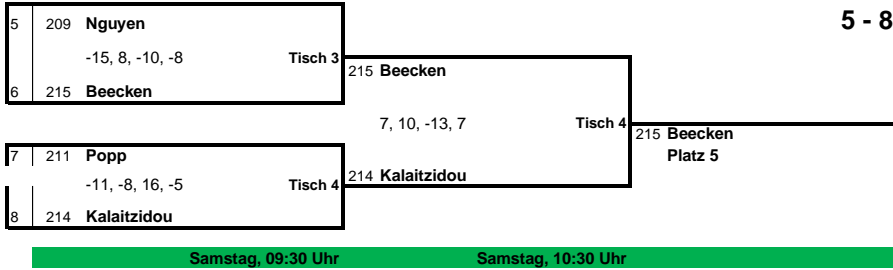 5 - 8
5 209 Nguyen
-15, 8, -10, -8 Tisch 3
215 Beecken
6 215 Beecken
7, 10, -13, 7 Tisch 4
215 Beecken
7 211 Popp Platz 5
-11, -8, 16, -5 Tisch 4
214 Kalaitzidou
8 214 Kalaitzidou
Samstag, 09:30 Uhr Samstag, 10:30 Uhr